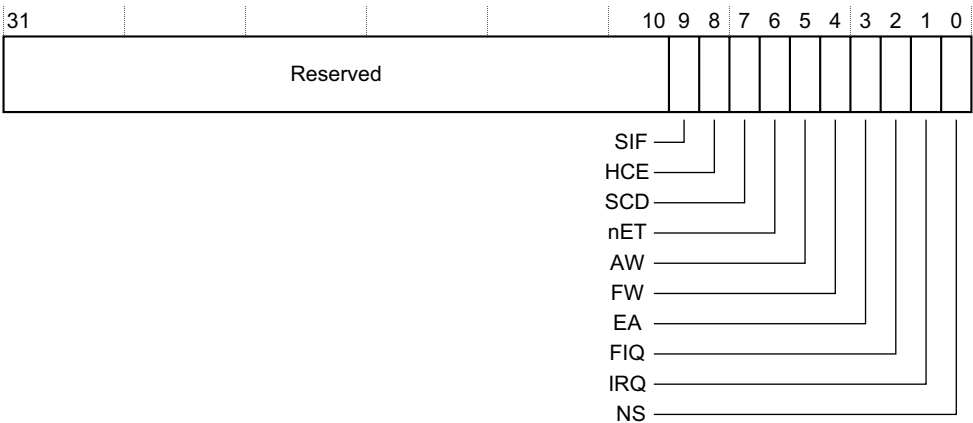 31 10 9 8 7 6 5 4 3 2 1 0
Reserved
SIF
HCE
SCD
nET
AW
FW
EA
FIQ
IRQ
NS